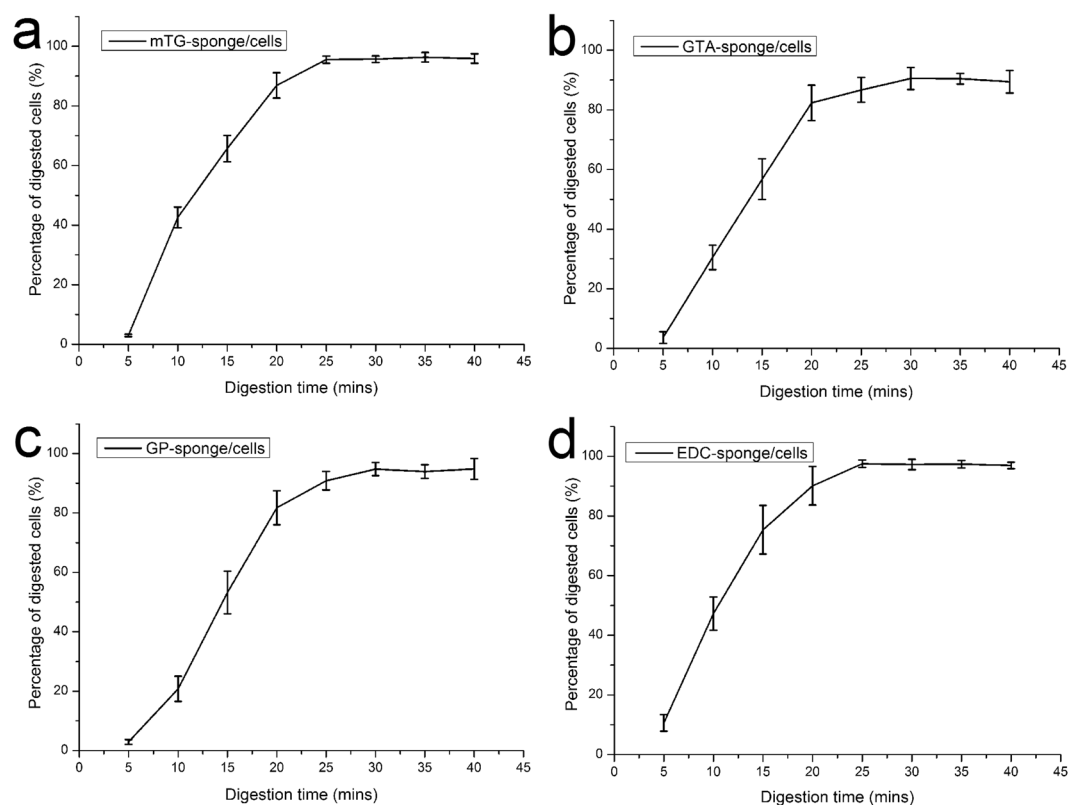 a
mTG-sponge/cells
Percentage of digested cells (%)
100
80
60
40
20
0
0 5 10 15 20 25 30 35 40 45
Digestion time (mins)
b
GTA-sponge/cells
Percentage of digested cells (%)
100
80
60
40
20
0
0 5 10 15 20 25 30 35 40 45
Digestion time (mins)
c
GP-sponge/cells
Percentage of digested cells (%)
100
80
60
40
20
0
0 5 10 15 20 25 30 35 40 45
Digestion time (mins)
d
EDC-sponge/cells
Percentage of digested cells (%)
100
80
60
40
20
0
0 5 10 15 20 25 30 35 40 45
Digestion time (mins)